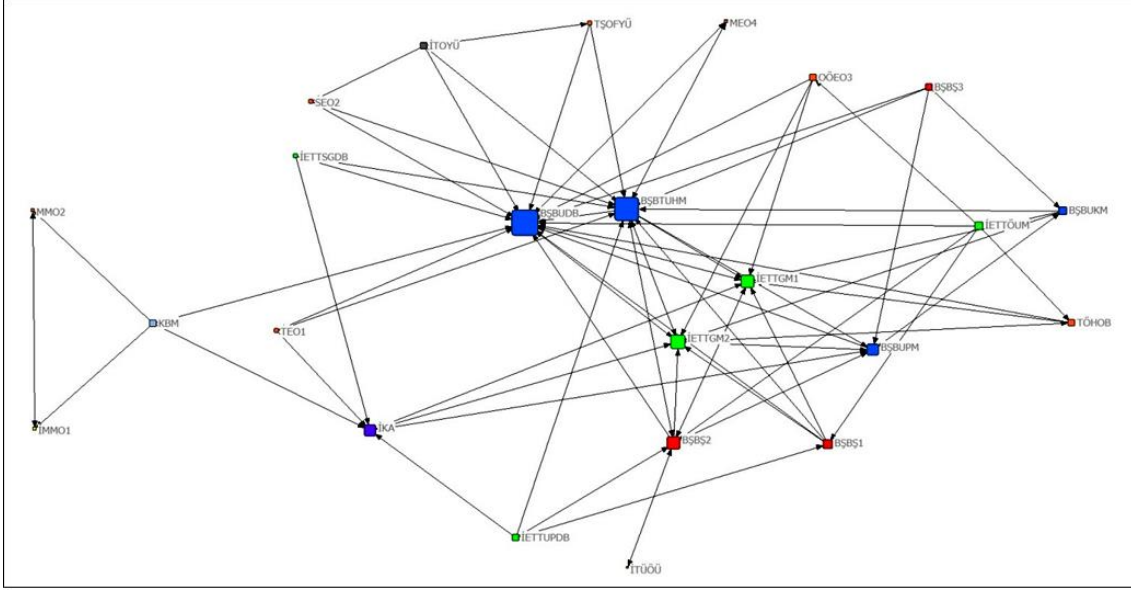 TŞOFYÜ
MEO4
İTOYÜ
OÖEO3
BŞBŞ3
SEO2
İETTSGDB
BŞBTUHM
MMO2
BŞBUDB
BŞBUKM
İETTÖUM
İETTGM1
KBM
TEO1
TÖHOB
İETTGM2
BŞBUPM
İMMO1
İKA
BŞBŞ2
BŞBŞ1
İETTUPDB
İTÜÖÜ